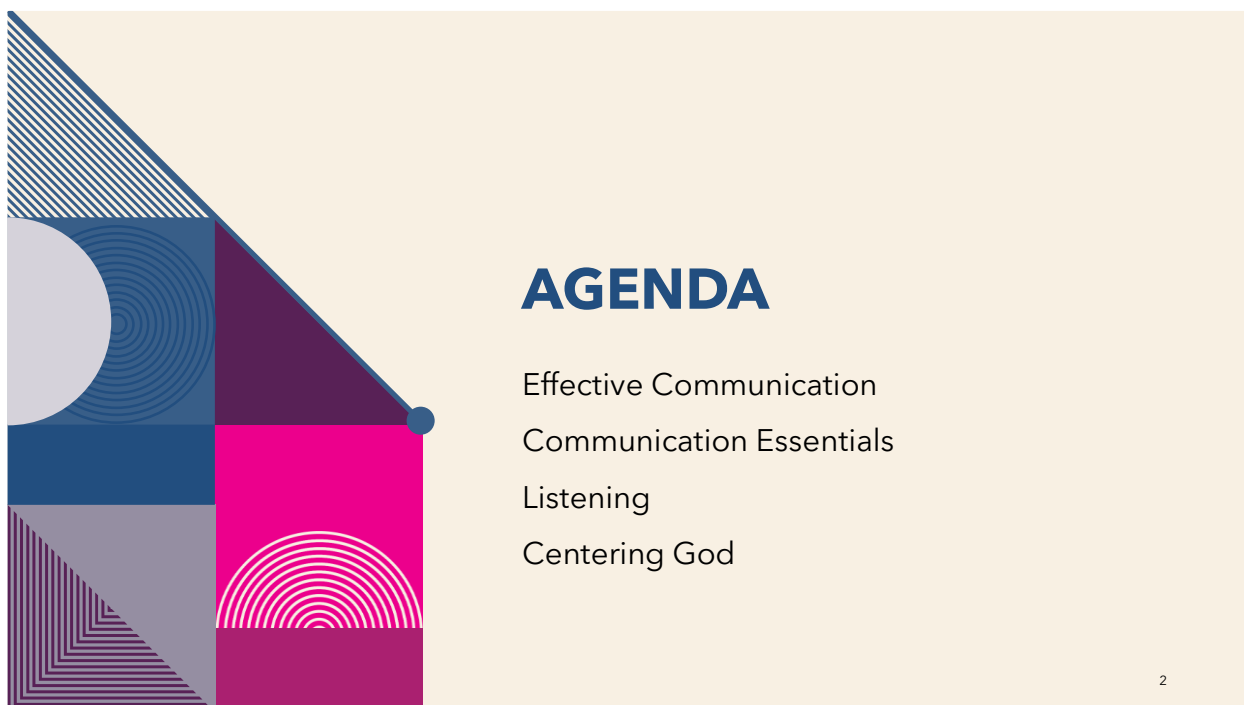 AGENDA
Effective Communication
Communication Essentials
Listening
Centering God
2